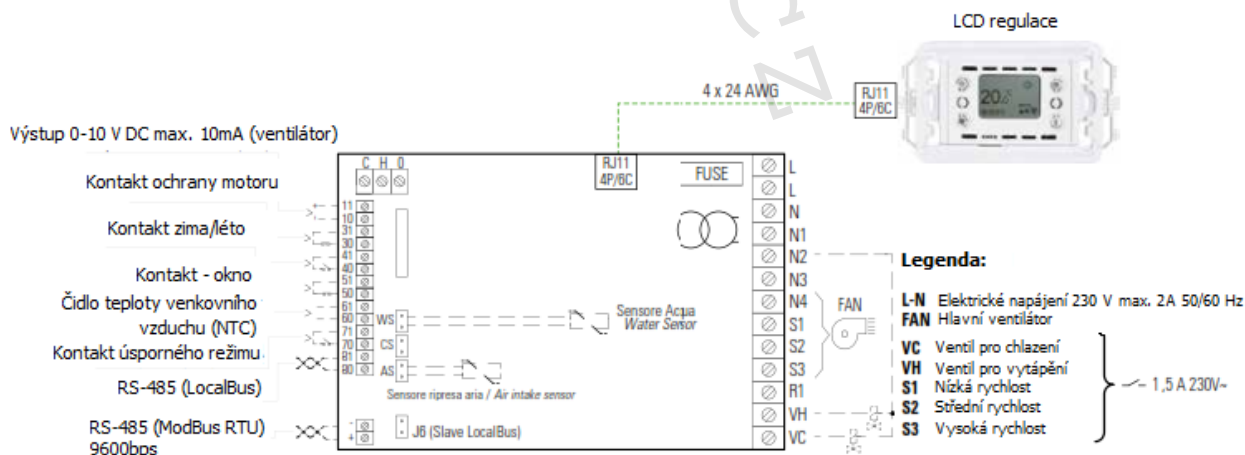 LCD regulace
4 x 24 AWG
RJ11
4P/6C
20.
Výstup 0-10 V DC max. 10mA (ventilátor)
Kontakt ochrany motoru
Kontakt zima/léto
Kontakt - okno
Čidlo teploty venkovního
vzduchu (NTC)
Kontakt úsporného režimu
RS-485 (LocalBus)
RS-485 (ModBus RTU)
9600bps
C H 0
11
10
31
30
41
40
51
50
61
60
71
70
81
80
-
+
WS
CS
AS
RJ11
4P/6C
FUSE
Sensore Acqua
Water Sensor
Sensore ripresa aria / Air intake sensor
J6 (Slave LocalBus)
L
L
N
N1
N2
N3
N4
S1
S2
S3
R1
VH
VC
FAN
Legenda:
L-N Elektrické napájení 230 V max. 2A 50/60 Hz
FAN Hlavní ventilátor
VC Ventil pro chlazení
VH Ventil pro vytápění
S1 Nízká rychlost
S2 Střední rychlost
S3 Vysoká rychlost
1,5 A 230V~